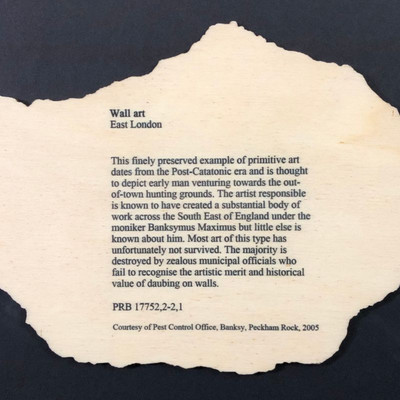 Wall art
East London
This finely preserved example of primitive art
dates from the Post-Catatonic era and is thought
to depict early man venturing towards the out-
of-town hunting grounds. The artist responsible
is known to have created a substantial body of
work across the South East of England under the
moniker Banksymus Maximus but little else is
known about him. Most art of this type has
unfortunately not survived. The majority is
destroyed by zealous municipal officials who
fail to recognise the artistic merit and historical
value of daubing on walls.
PRB 17752,2-2,1
Courtesy of Pest Control Office, Banksy, Peckham Rock, 2005